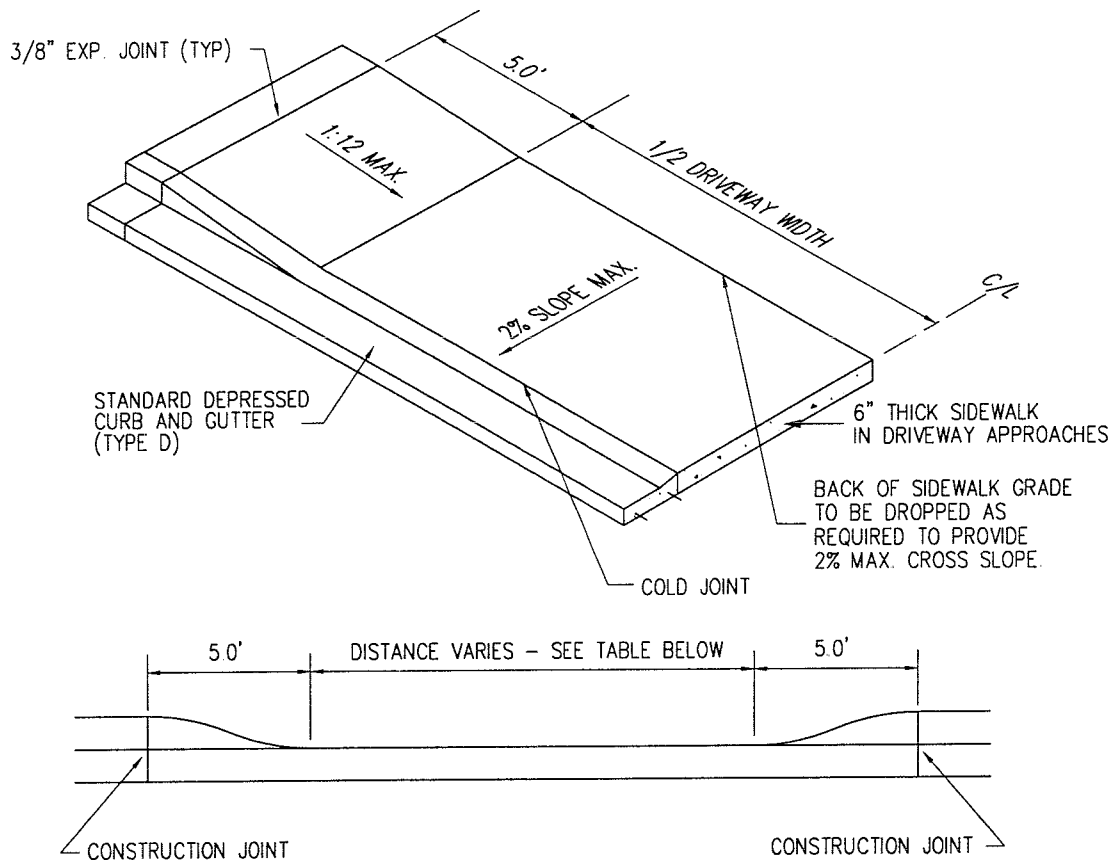 3/8" EXP. JOINT (TYP)
5.0'
1:12 MAX.
1/2 DRIVEWAY WIDTH
C/L
2% SLOPE MAX.
STANDARD DEPRESSED
CURB AND GUTTER
(TYPE D)
6" THICK SIDEWALK
IN DRIVEWAY APPROACHES
BACK OF SIDEWALK GRADE
TO BE DROPPED AS
REQUIRED TO PROVIDE
2% MAX. CROSS SLOPE.
COLD JOINT
5.0'
DISTANCE VARIES - SEE TABLE BELOW
5.0'
CONSTRUCTION JOINT
CONSTRUCTION JOINT